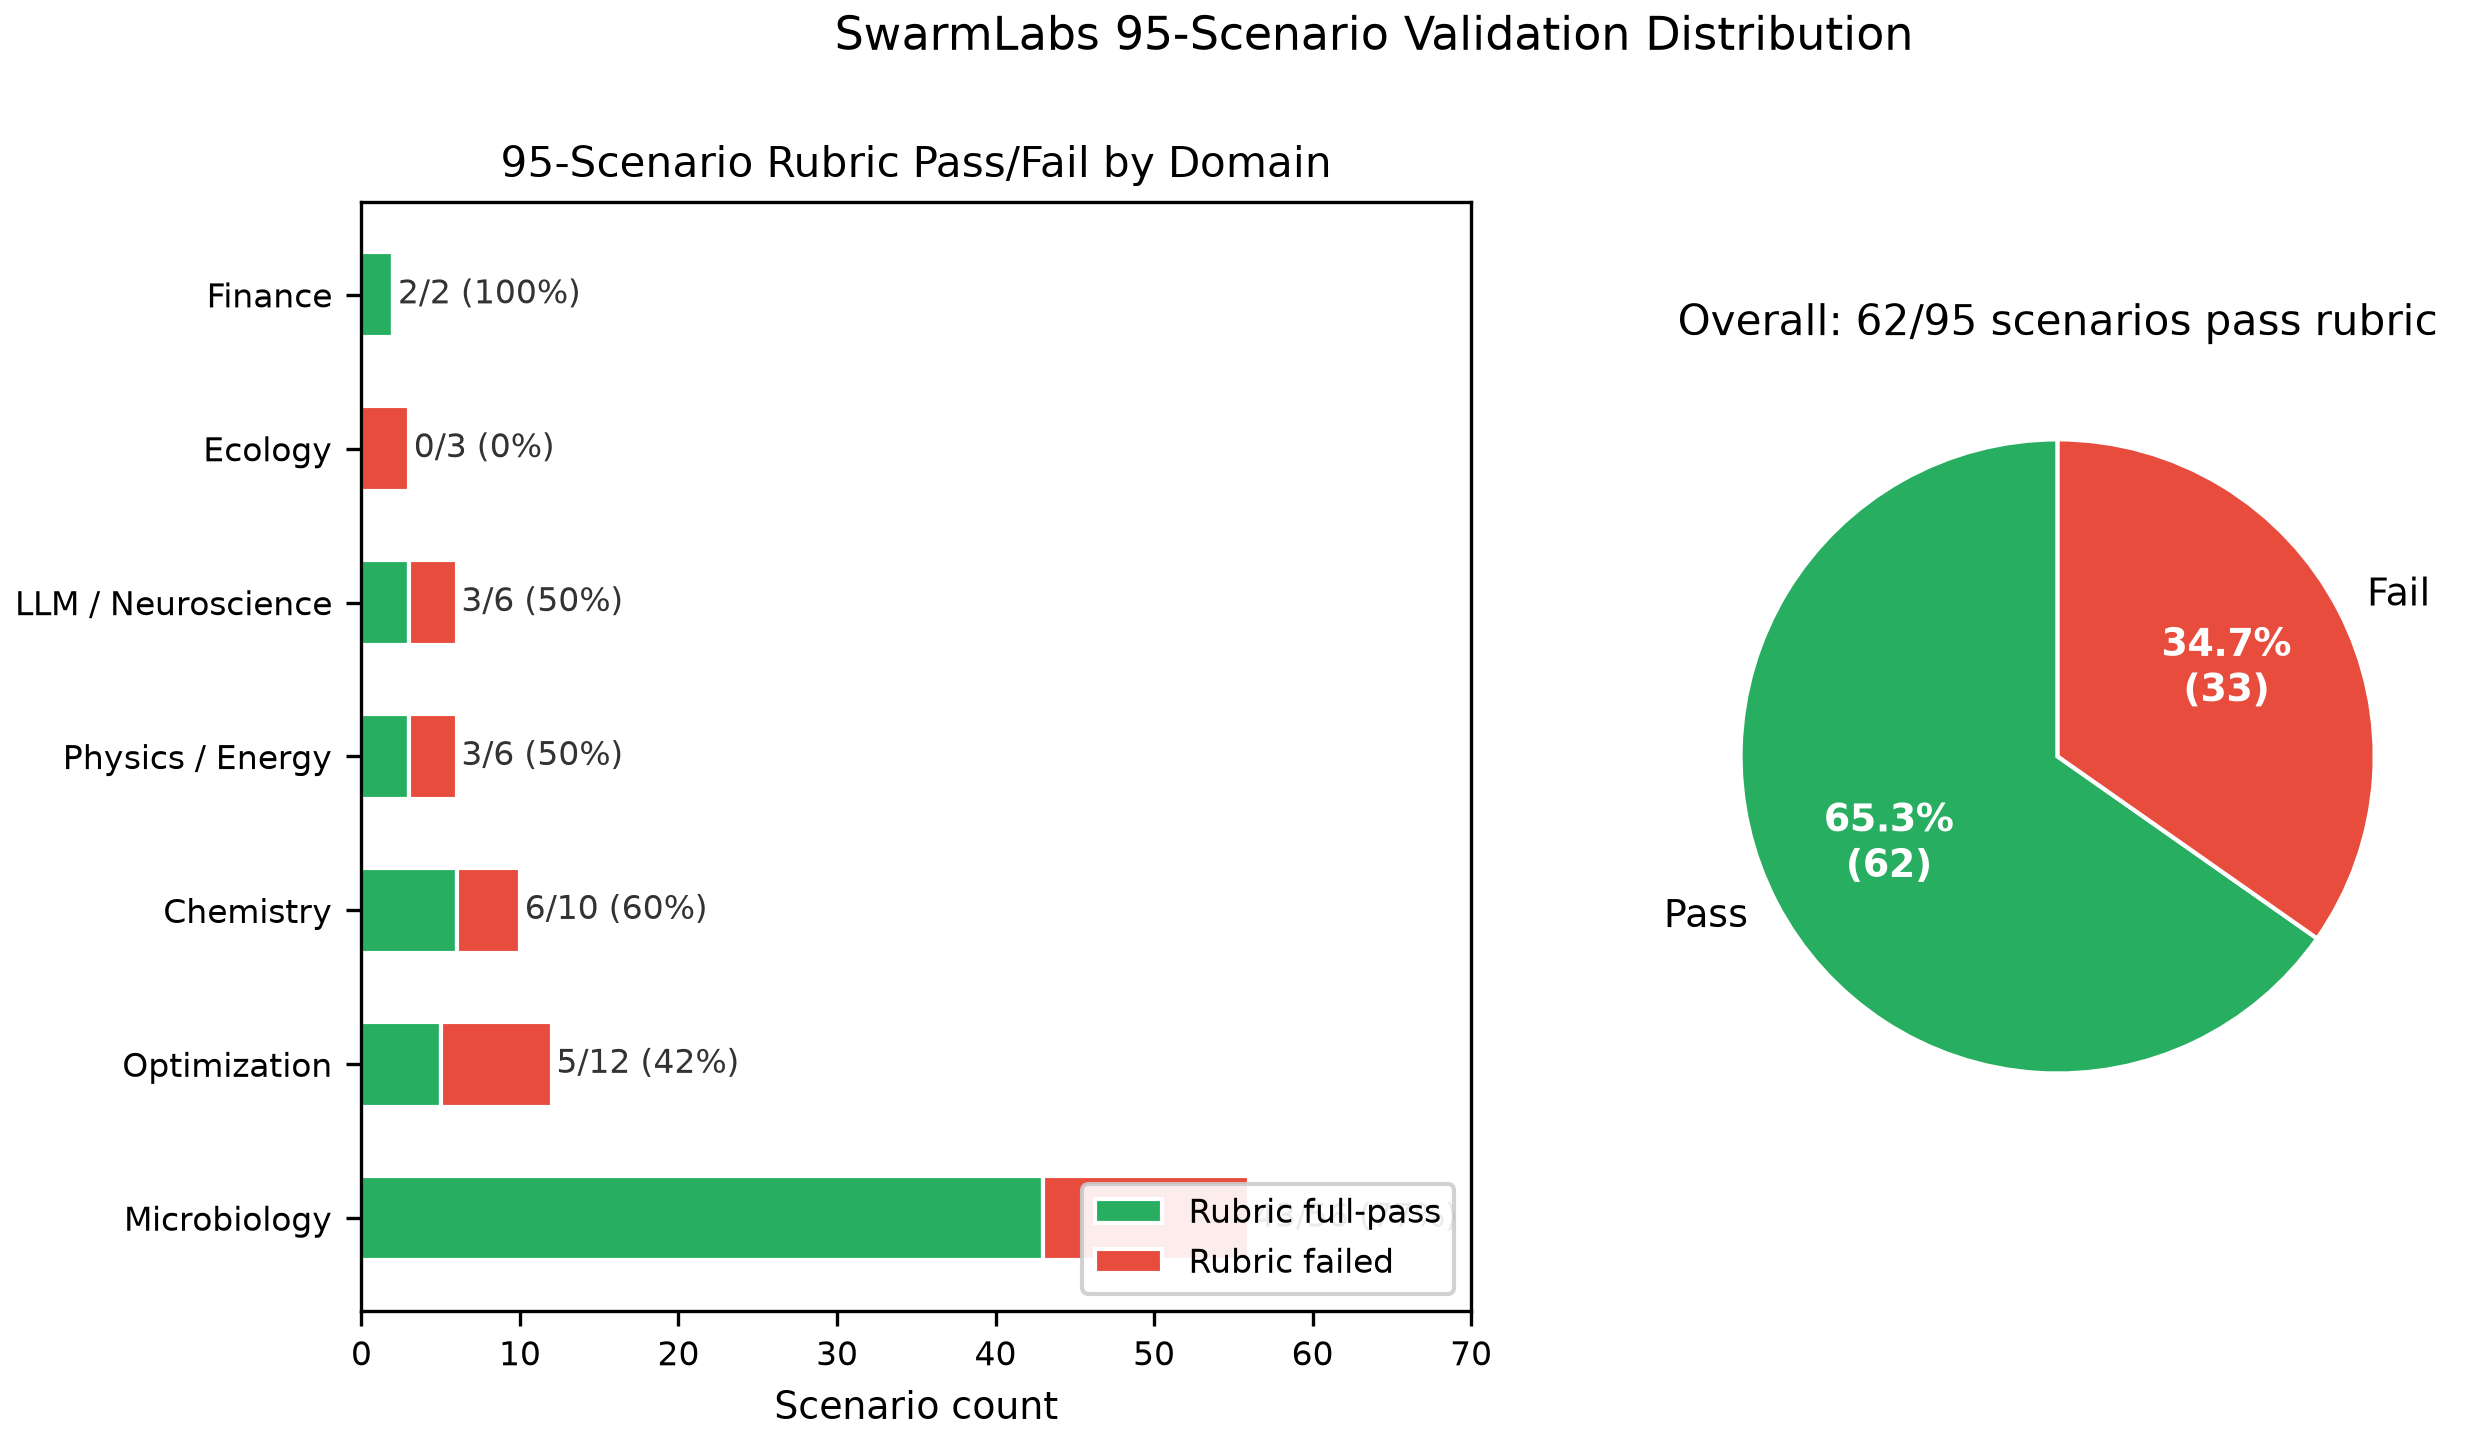 SwarmLabs 95-Scenario Validation Distribution
95-Scenario Rubric Pass/Fail by Domain
Finance
2/2 (100%)
Ecology
0/3 (0%)
LLM / Neuroscience
3/6 (50%)
Physics / Energy
3/6 (50%)
Chemistry
6/10 (60%)
Optimization
5/12 (42%)
Microbiology
Rubric full-pass
Rubric failed
0 10 20 30 40 50 60 70
Scenario count
Overall: 62/95 scenarios pass rubric
Fail
34.7%
(33)
65.3%
(62)
Pass